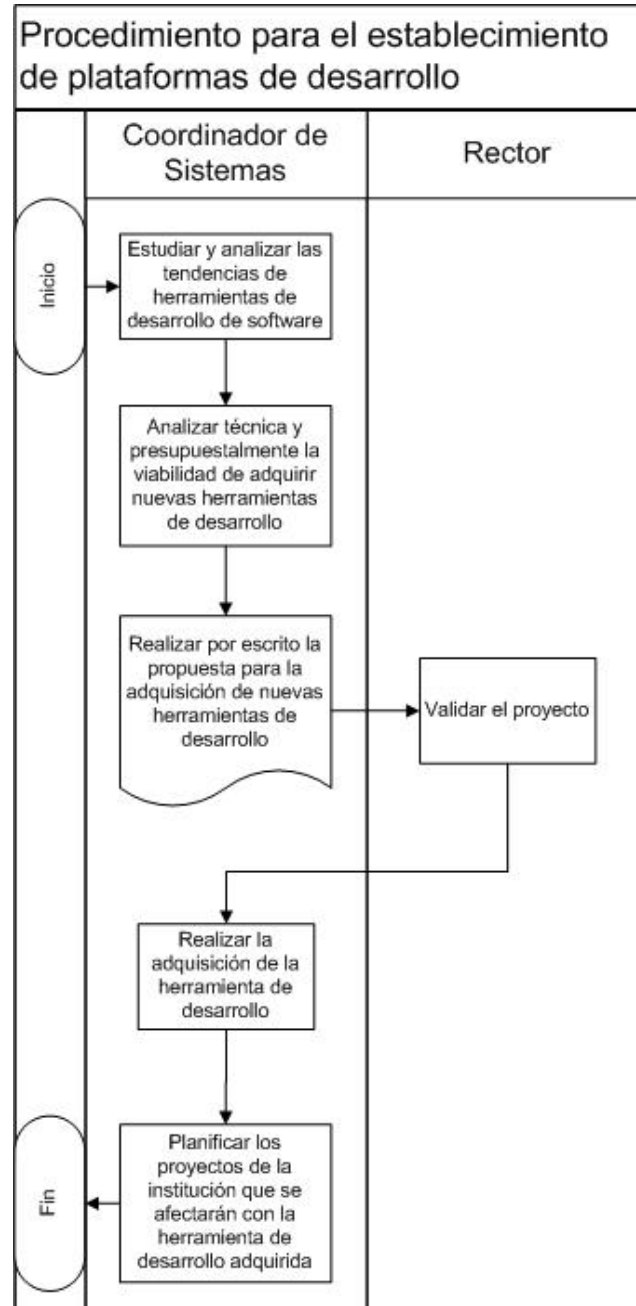 Procedimiento para el establecimiento
de plataformas de desarrollo
Coordinador de
Sistemas
Rector
Inicio
Estudiar y analizar las
tendencias de
herramientas de
desarrollo de software
Analizar técnica y
presupuestalmente la
viabilidad de adquirir
nuevas herramientas
de desarrollo
Realizar por escrito la
propuesta para la
adquisición de nuevas
herramientas de
desarrollo
Validar el proyecto
Realizar la
adquisición de la
herramienta de
desarrollo
Planificar los
proyectos de la
institución que se
afectarán con la
herramienta de
desarrollo adquirida
Fin